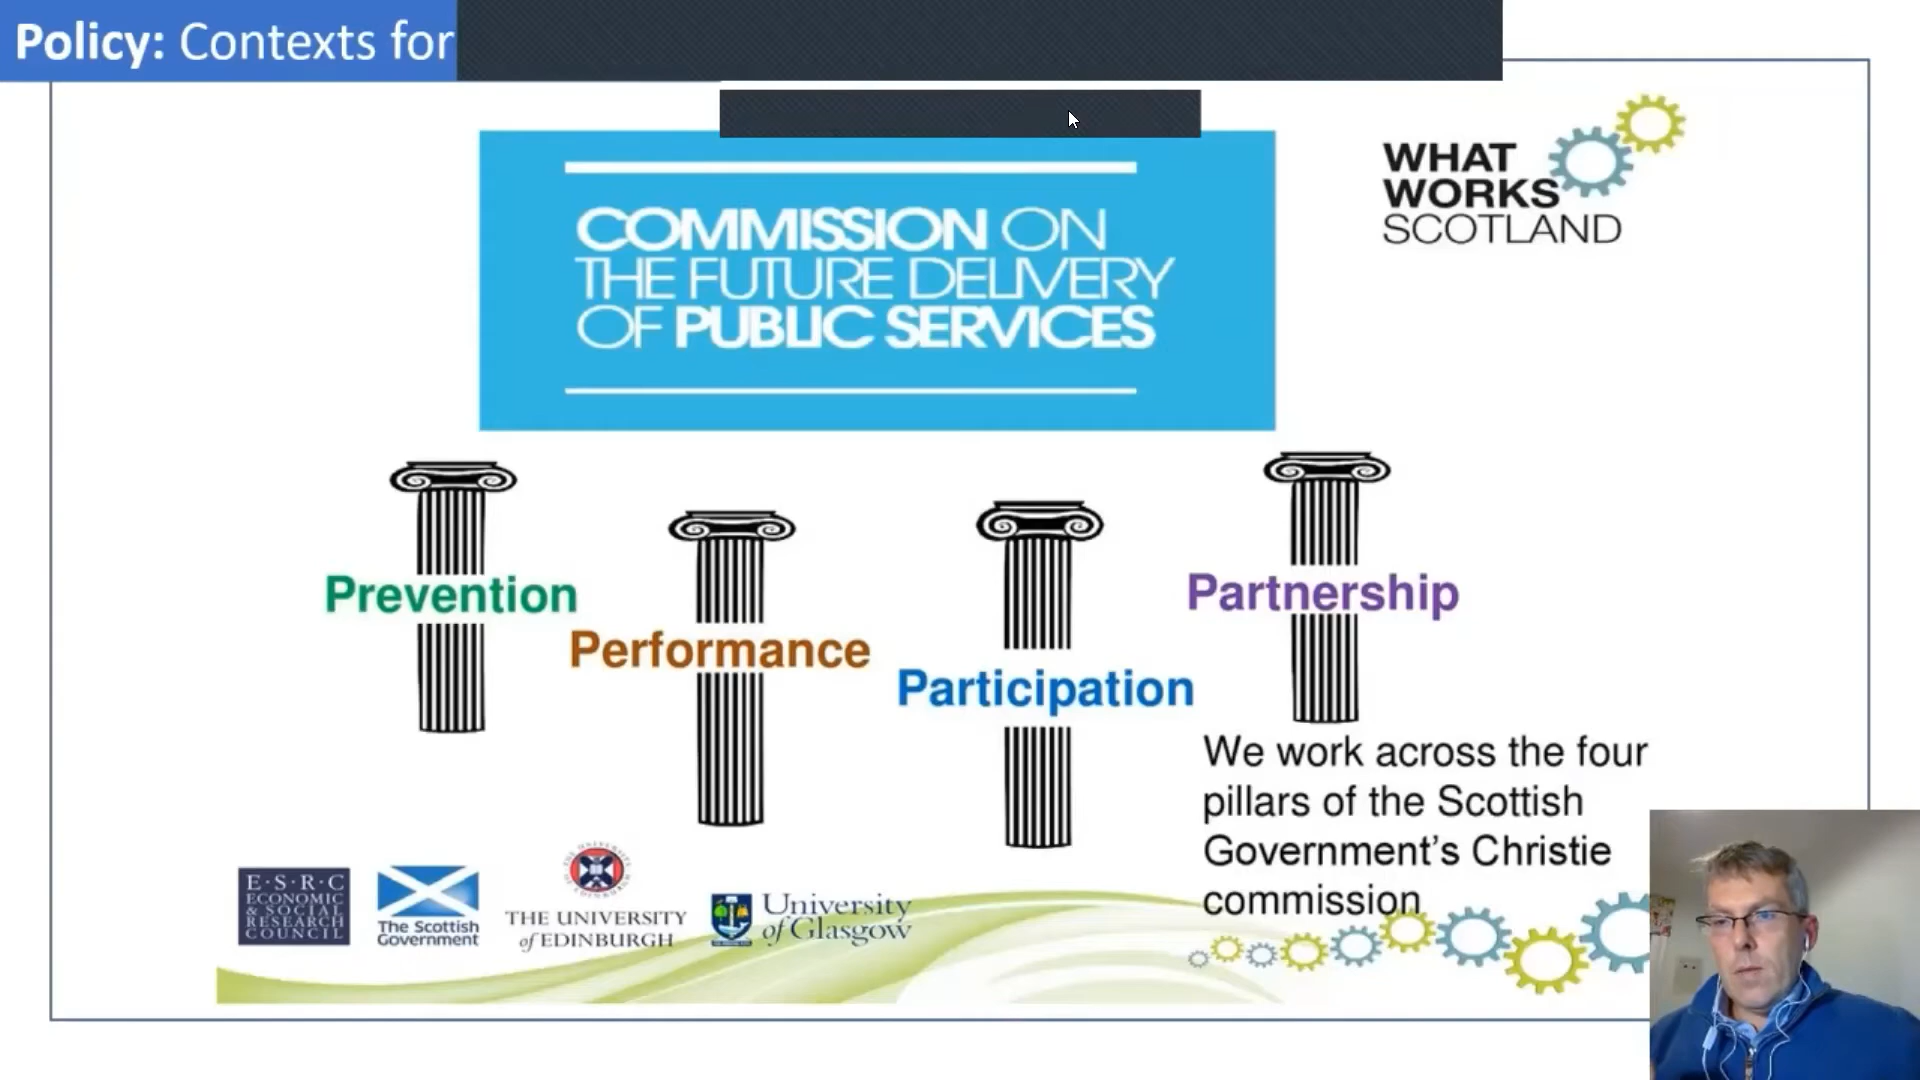 Policy: Contexts for
WHAT
WORKS
SCOTLAND
COMMISSION ON
THE FUTURE DELIVERY
OF PUBLIC SERVICES
Prevention
Performance
Participation
Partnership
We work across the four
pillars of the Scottish
Government’s Christie
commission
E·S·R·C
ECONOMIC
& SOCIAL
RESEARCH
COUNCIL
The Scottish
Government
THE UNIVERSITY
of EDINBURGH
University
of Glasgow